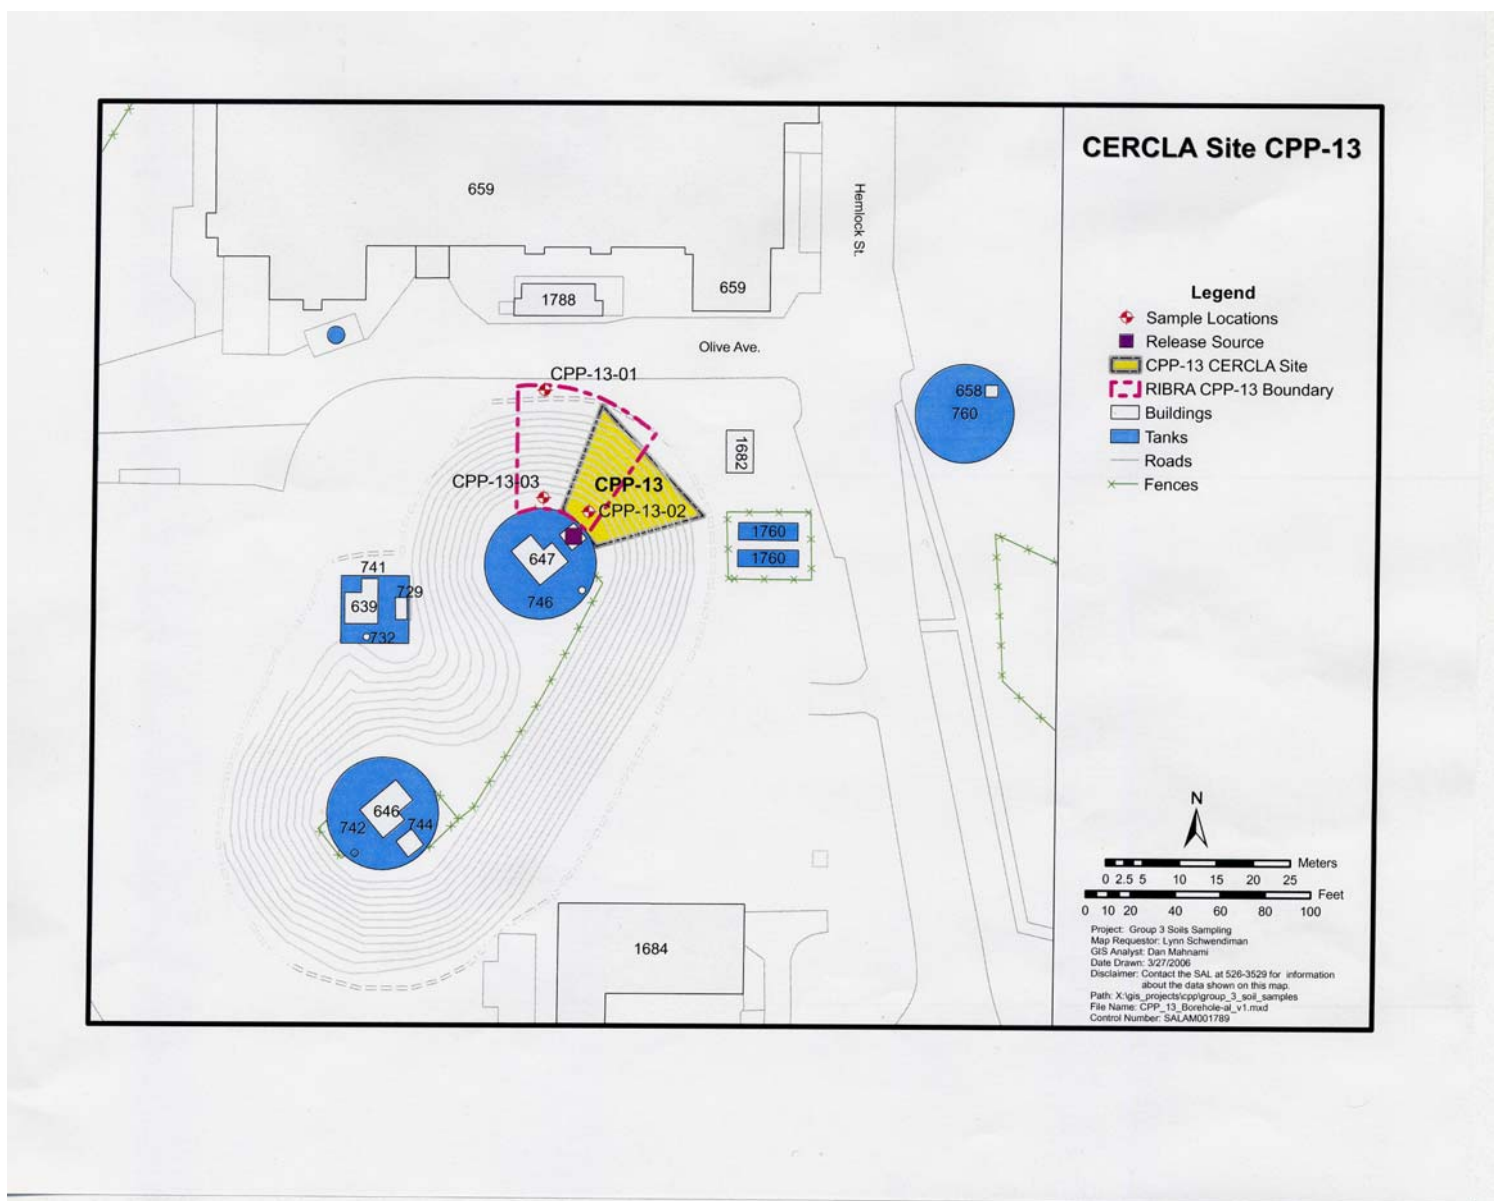 CERCLA Site CPP-13
659
Hemlock St.
659
1788
Olive Ave.
Legend
Sample Locations
Release Source
CPP-13 CERCLA Site
RIBRA CPP-13 Boundary
Buildings
Tanks
Roads
Fences
CPP-13-01
658
760
1682
CPP-13-03
CPP-13
CPP-13-02
1760
1760
647
746
741
729
639
732
646
742
744
1684
N
Meters
0 2.5 5 10 15 20 25
Feet
0 10 20 40 60 80 100
Project: Group 3 Soils Sampling
Map Requestor: Lynn Schwendiman
GIS Analyst: Dan Mahnami
Date Drawn: 3/27/2006
Disclaimer: Contact the SAL at 526-3529 for information
about the data shown on this map.
Path: X:\gis_projects\cpp\group_3_soil_samples
File Name: CPP_13_Borehole-al_v1.mxd
Control Number: SALAM001789